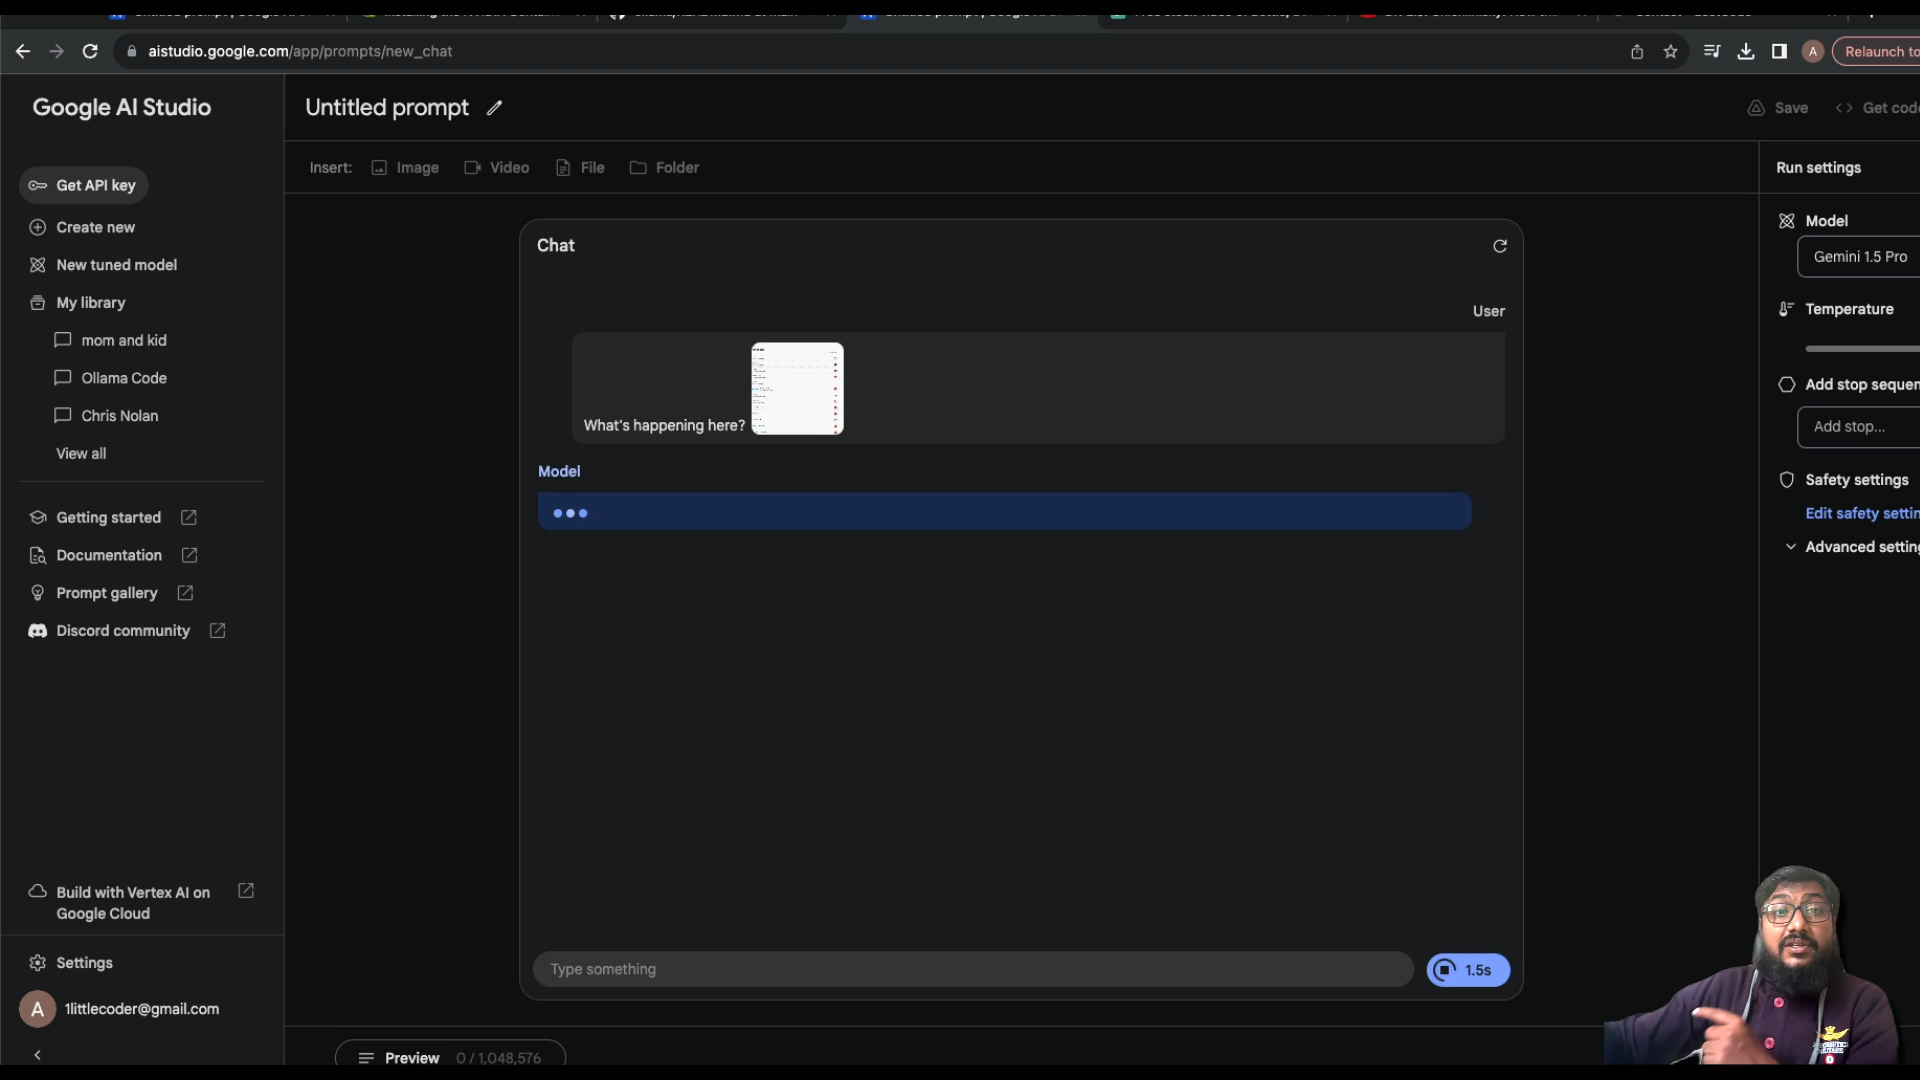 aistudio.google.com/app/prompts/new_chat
Relaunch to
Google AI Studio
Untitled prompt
Save
Get code
Get API key
Insert:
Image
Video
File
Folder
Run settings
Create new
New tuned model
My library
mom and kid
Ollama Code
Chris Nolan
View all
Chat
User
What's happening here?
Model
Model
Gemini 1.5 Pro
Temperature
Add stop sequen
Add stop...
Safety settings
Edit safety settin
Advanced setting
Getting started
Documentation
Prompt gallery
Discord community
Build with Vertex AI on
Google Cloud
Settings
A
1littlecoder@gmail.com
Type something
1.5s
Preview
0 / 1,048,576